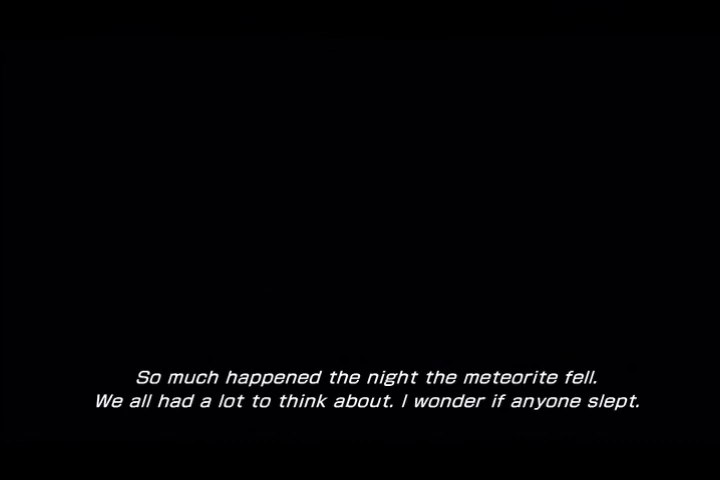 So much happened the night the meteorite fell.
We all had a lot to think about. I wonder if anyone slept.